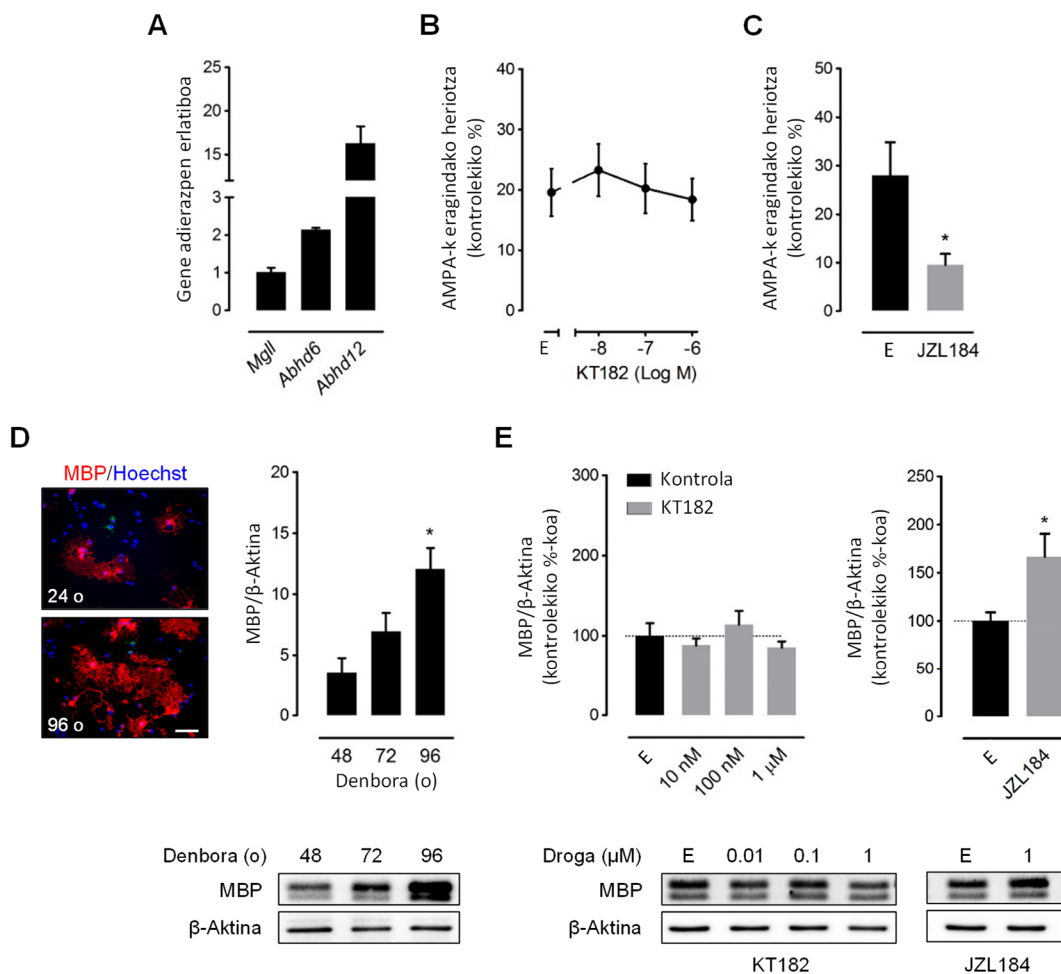 A
Gene adierazpen erlatiboa
25
20
15
3
2
1
0
Mgll
Abhd6
Abhd12
B
AMPA-k eragindako heriotza
(kontrolekiko %)
40
30
20
10
0
E
-8
-7
-6
KT182 (Log M)
C
AMPA-k eragindako heriotza
(kontrolekiko %)
50
40
30
20
10
0
*
E
JZL184
D
MBP/Hoechst
24 o
96 o
MBP/β-Aktina
20
15
10
5
0
*
48
72
96
Denbora (o)
Denbora (o) 48 72 96
MBP
β-Aktina
E
MBP/β-Aktina
(kontrolekiko %-koa)
300
250
200
150
100
50
0
Kontrola
KT182
E
10 nM
100 nM
1 µM
MBP/β-Aktina
(kontrolekiko %-koa)
250
200
150
100
50
0
*
E
JZL184
Droga (µM) E 0.01 0.1 1 E 1
MBP
β-Aktina
KT182
JZL184